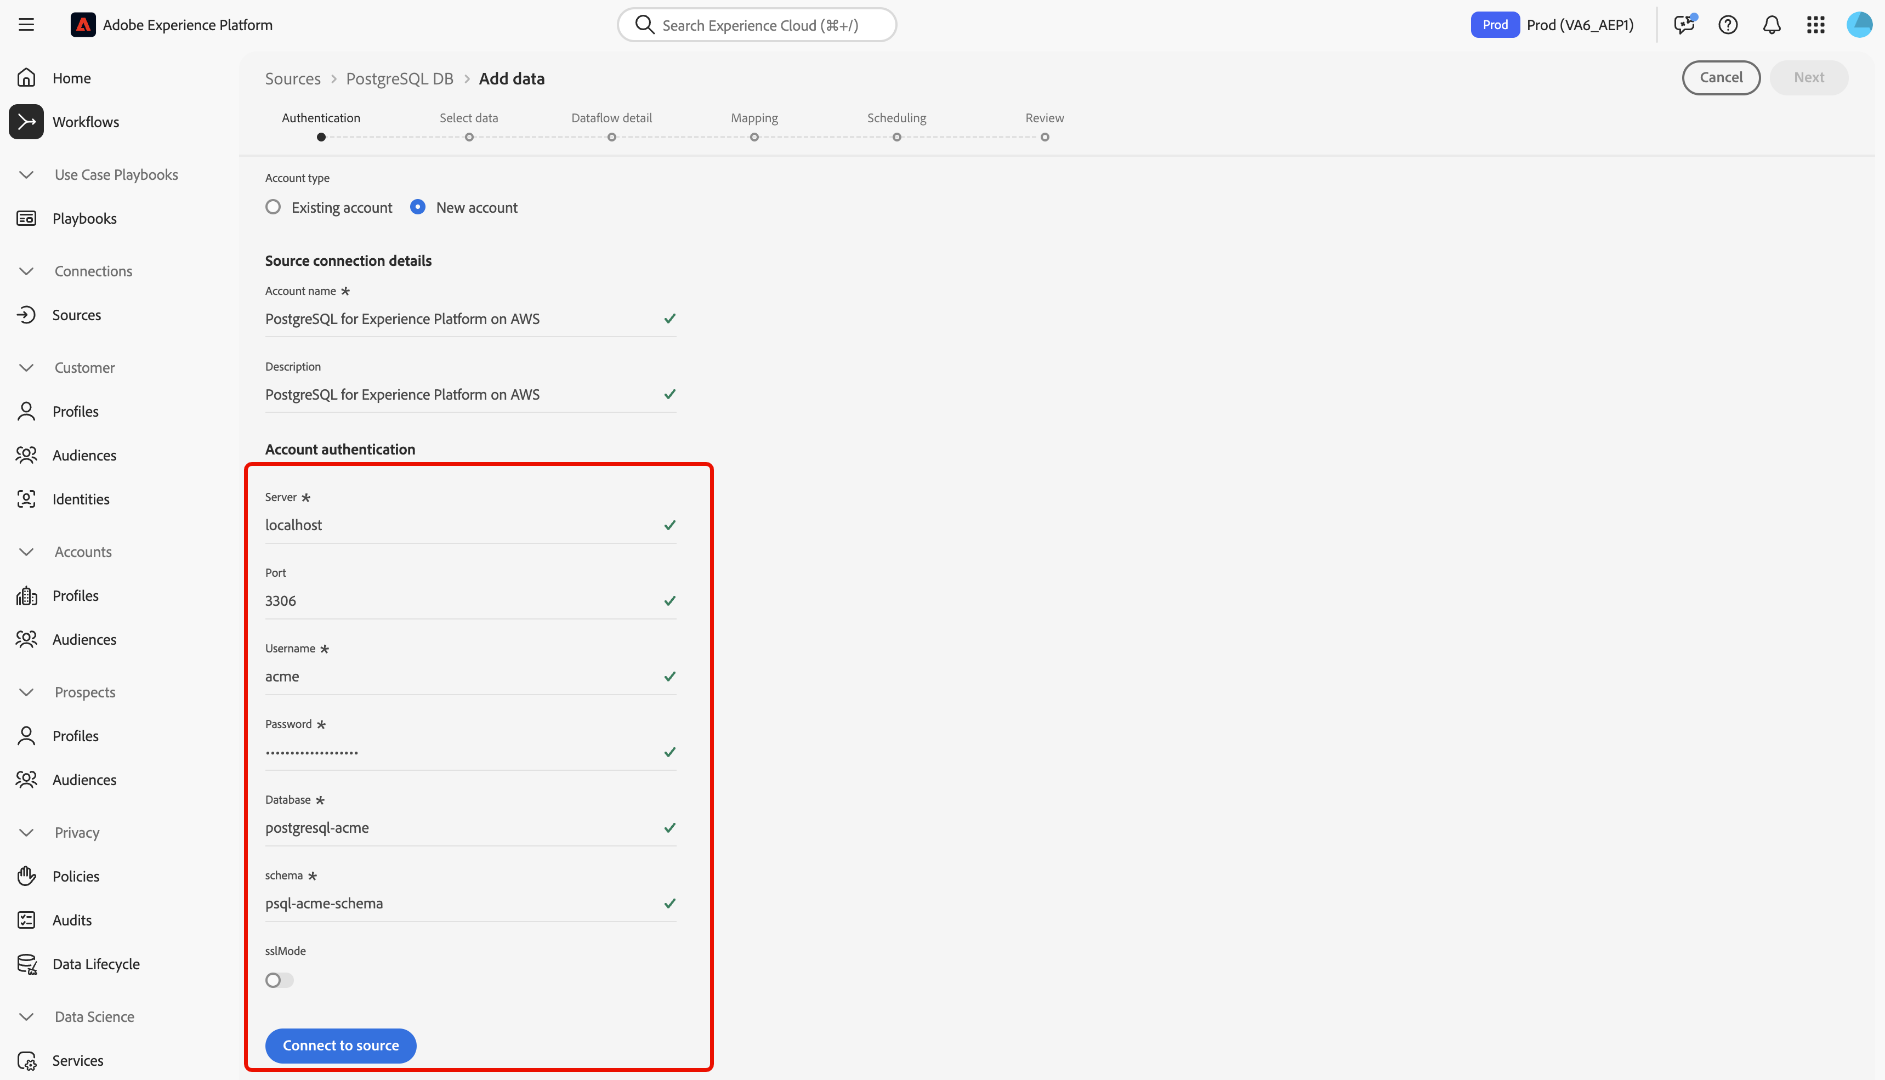 Adobe Experience Platform
Search Experience Cloud (⌘+/)
Prod
Prod (VA6_AEP1)
Home
Workflows
Use Case Playbooks
Playbooks
Connections
Sources
Customer
Profiles
Audiences
Identities
Accounts
Profiles
Audiences
Prospects
Profiles
Audiences
Privacy
Policies
Audits
Data Lifecycle
Data Science
Services
Sources > PostgreSQL DB > Add data
Cancel
Next
Authentication
Select data
Dataflow detail
Mapping
Scheduling
Review
Account type
Existing account
New account
Source connection details
Account name *
PostgreSQL for Experience Platform on AWS
Description
PostgreSQL for Experience Platform on AWS
Account authentication
Server *
localhost
Port
3306
Username *
acme
Password *
•••••••••••••••••••
Database *
postgresql-acme
schema *
psql-acme-schema
sslMode
Connect to source